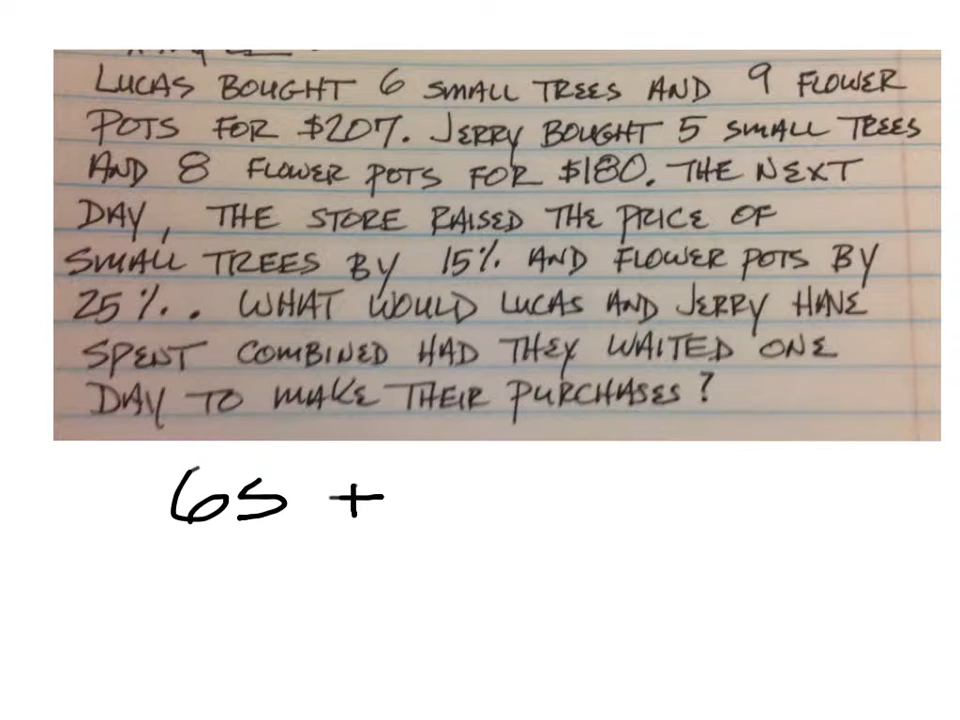 LUCAS BOUGHT 6 SMALL TREES AND 9 FLOWER
POTS FOR $207. JERRY BOUGHT 5 SMALL TREES
AND 8 FLOWER POTS FOR $180. THE NEXT
DAY, THE STORE RAISED THE PRICE OF
SMALL TREES BY 15% AND FLOWER POTS BY
25%.. WHAT WOULD LUCAS AND JERRY HAVE
SPENT COMBINED HAD THEY WAITED ONE
DAY TO MAKE THEIR PURCHASES?
6S +